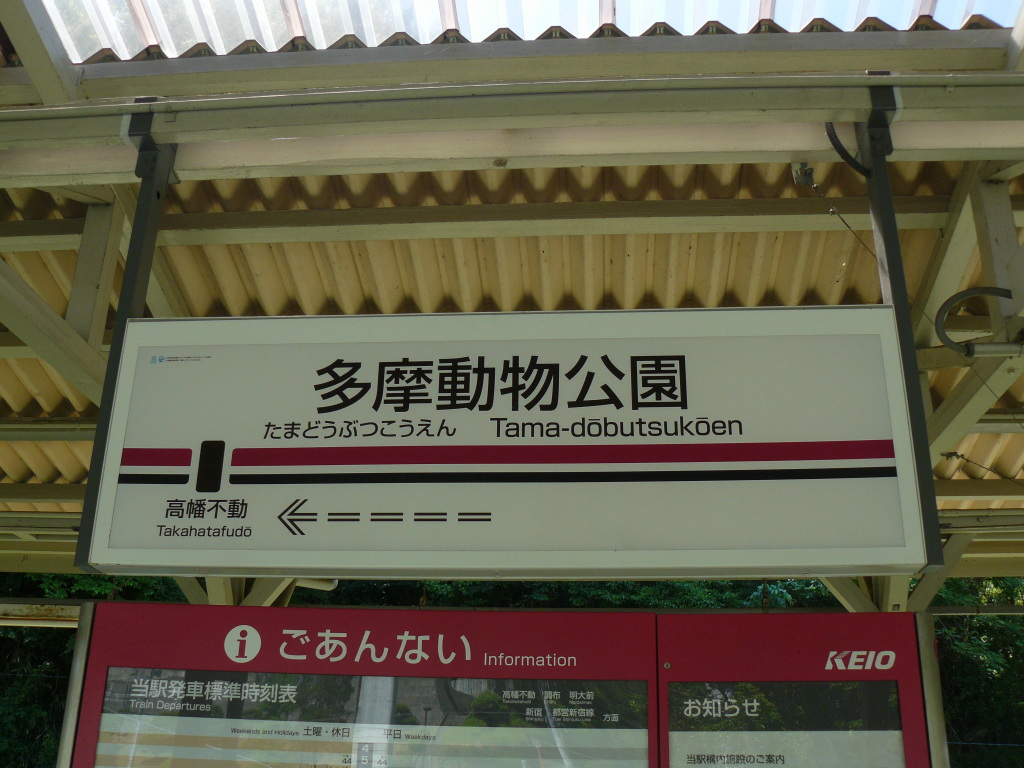 多摩動物公園
たまどうぶつこうえん Tama-dōbutsukōen
高幡不動
Takahatafudō
i ごあんない Information
KEIO
当駅発車標準時刻表
Train Departures
高幡不動 調布 明大前
新宿 都営新宿線 方面
Weekends and Holidays 土曜・休日 平日 Weekdays
44 4 44
5
お知らせ
当駅構内施設のご案内